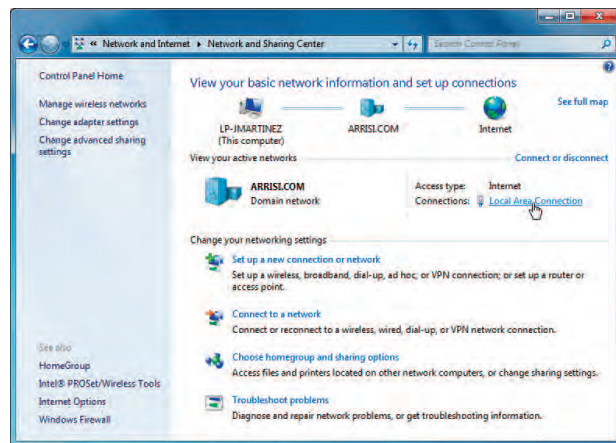 « Network and Internet ▸ Network and Sharing Center
Search Control Panel
Control Panel Home
Manage wireless networks
Change adapter settings
Change advanced sharing
settings
See also
HomeGroup
Intel® PROSet/Wireless Tools
Internet Options
Windows Firewall
View your basic network information and set up connections
See full map
LP-JMARTINEZ
(This computer)
ARRISI.COM
Internet
View your active networks
Connect or disconnect
ARRISI.COM
Domain network
Access type: Internet
Connections: Local Area Connection
Change your networking settings
Set up a new connection or network
Set up a wireless, broadband, dial-up, ad hoc, or VPN connection; or set up a router or
access point.
Connect to a network
Connect or reconnect to a wireless, wired, dial-up, or VPN network connection.
Choose homegroup and sharing options
Access files and printers located on other network computers, or change sharing settings.
Troubleshoot problems
Diagnose and repair network problems, or get troubleshooting information.